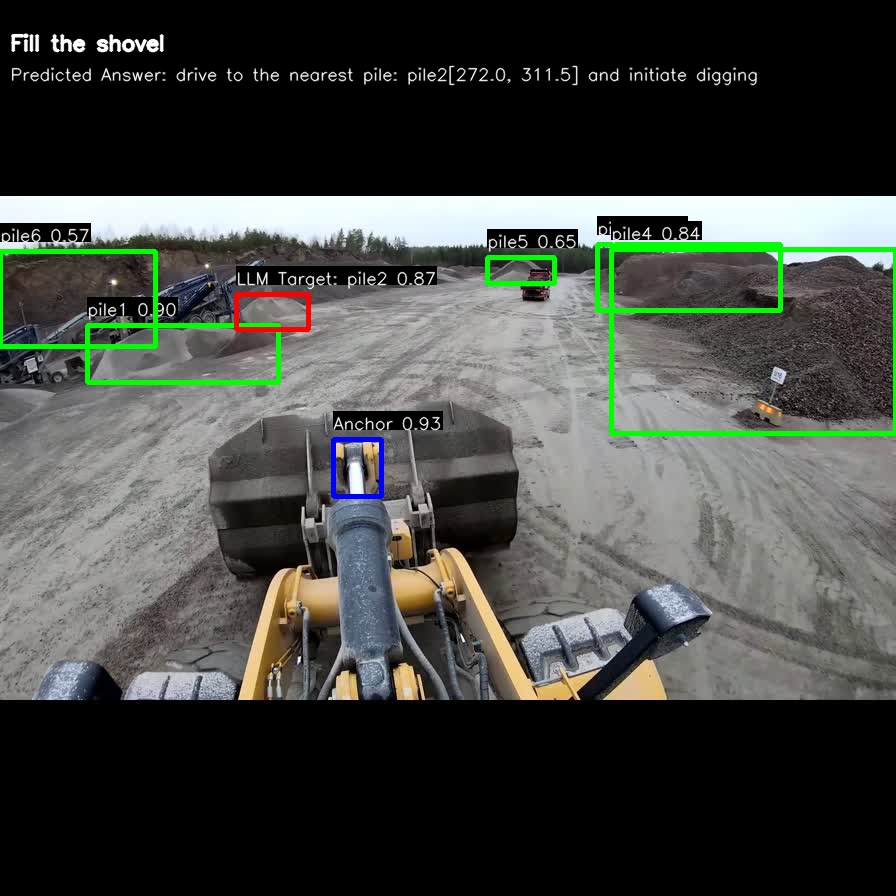 Fill the shovel
Predicted Answer: drive to the nearest pile: pile2[272.0, 311.5] and initiate digging
pile6 0.57
pi
pile4 0.84
pile5 0.65
LLM Target: pile2 0.87
pile1 0.90
Anchor 0.93